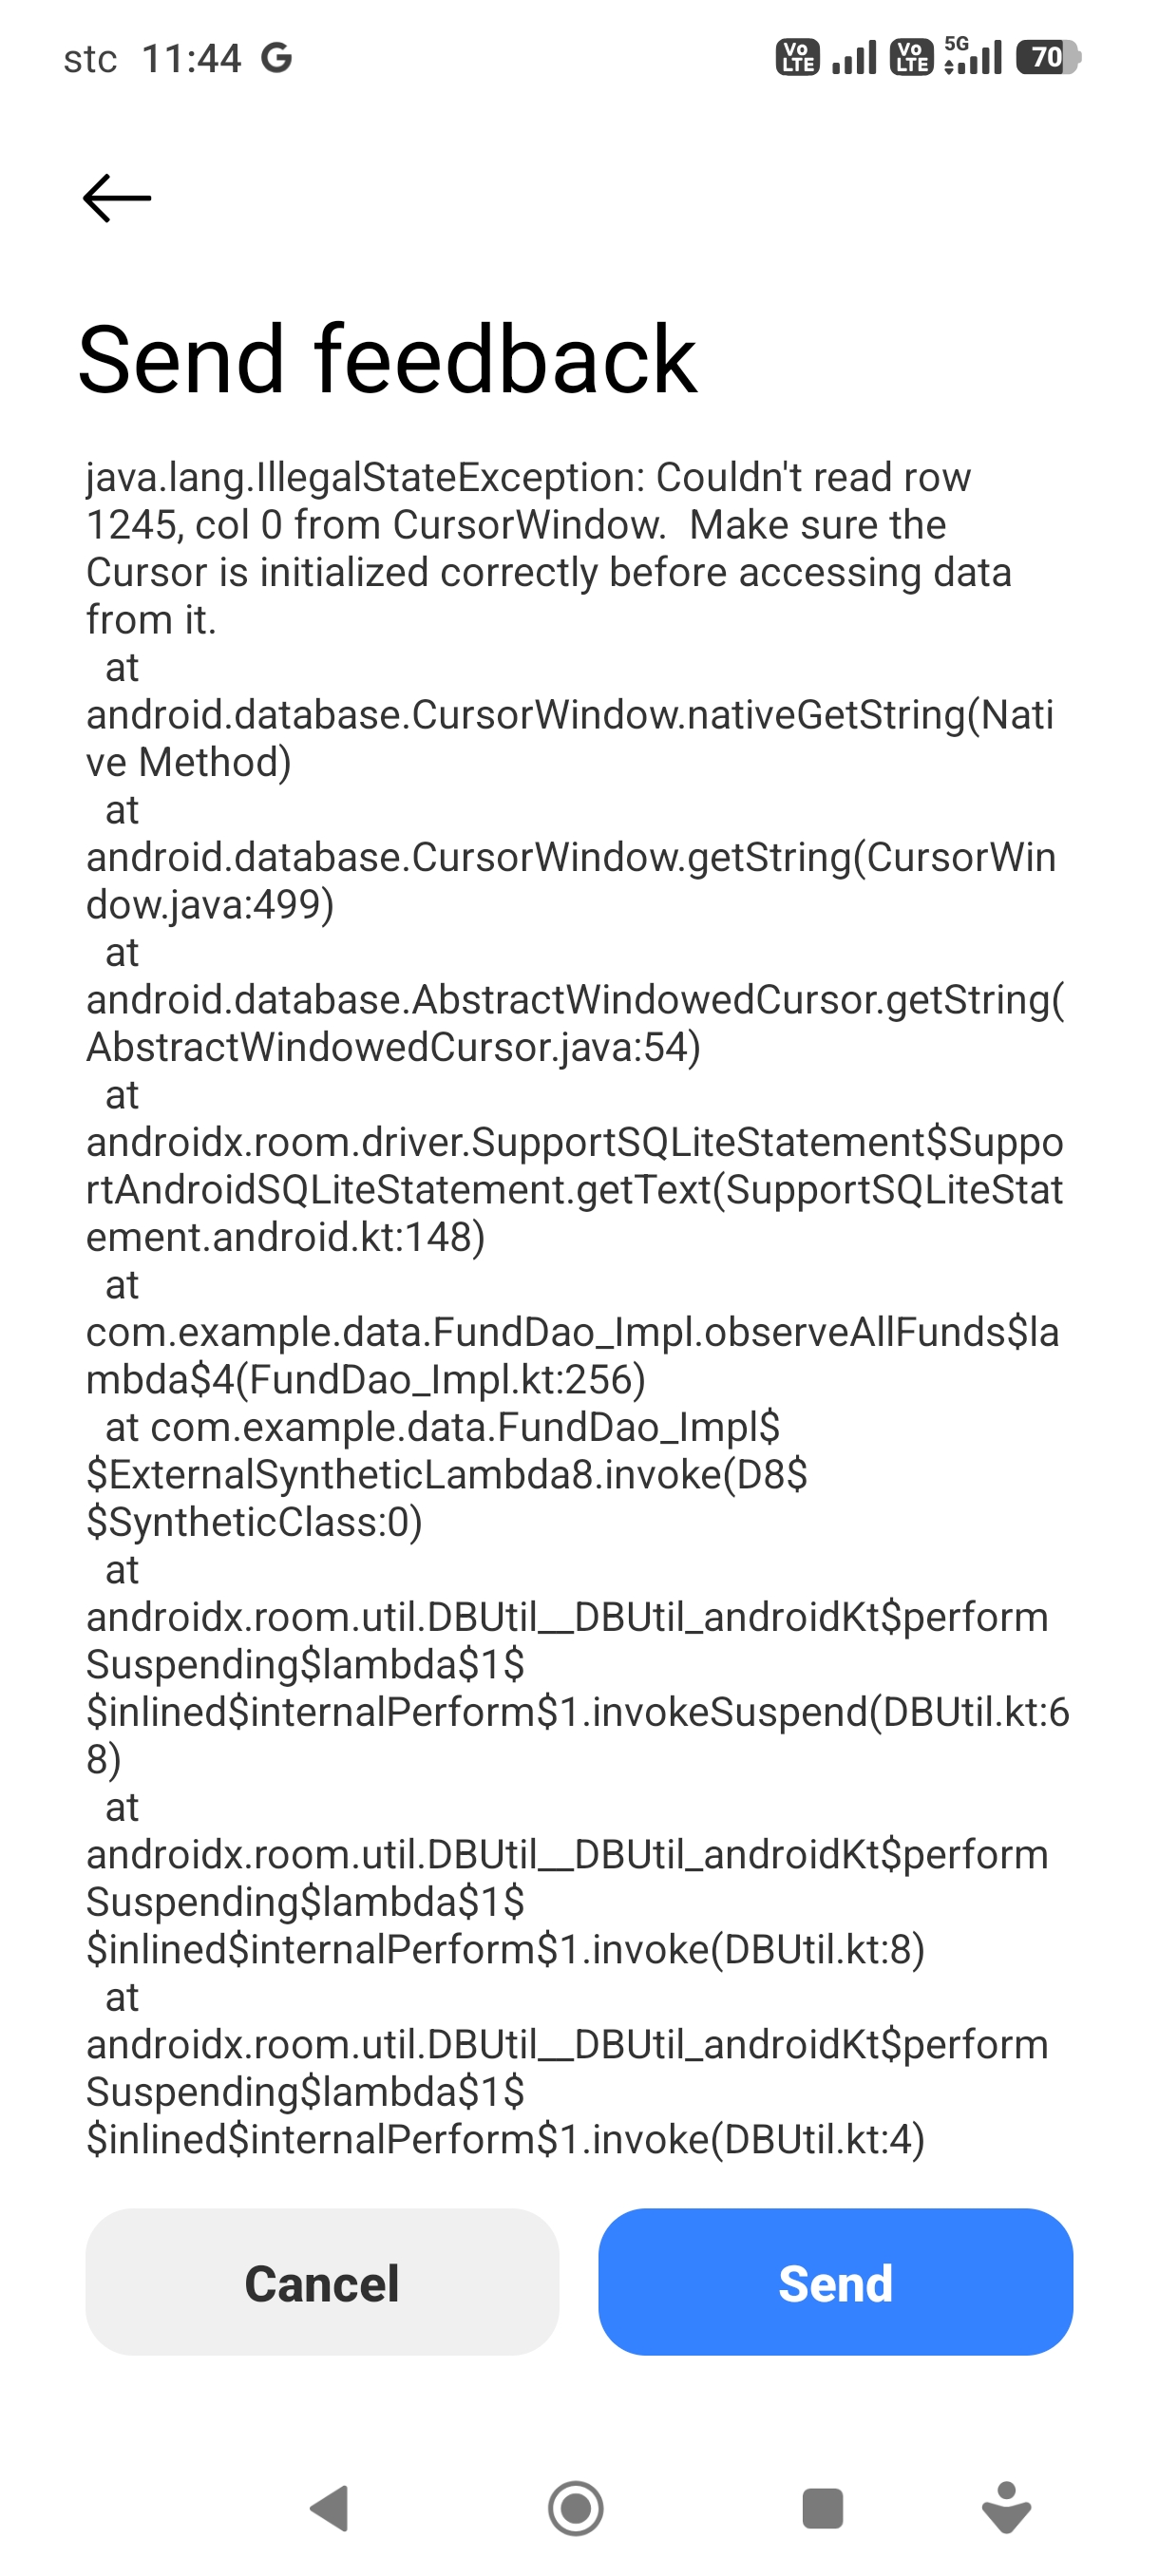 stc 11:44 G
Vo LTE Vo LTE 5G 70
Send feedback
java.lang.IllegalStateException: Couldn't read row
1245, col 0 from CursorWindow.  Make sure the
Cursor is initialized correctly before accessing data
from it.
at
android.database.CursorWindow.nativeGetString(Nati
ve Method)
at
android.database.CursorWindow.getString(CursorWin
dow.java:499)
at
android.database.AbstractWindowedCursor.getString(
AbstractWindowedCursor.java:54)
at
androidx.room.driver.SupportSQLiteStatement$Suppo
rtAndroidSQLiteStatement.getText(SupportSQLiteStat
ement.android.kt:148)
at
com.example.data.FundDao_Impl.observeAllFunds$la
mbda$4(FundDao_Impl.kt:256)
at com.example.data.FundDao_Impl$
$ExternalSyntheticLambda8.invoke(D8$
$SyntheticClass:0)
at
androidx.room.util.DBUtil__DBUtil_androidKt$perform
Suspending$lambda$1$
$inlined$internalPerform$1.invokeSuspend(DBUtil.kt:6
8)
at
androidx.room.util.DBUtil__DBUtil_androidKt$perform
Suspending$lambda$1$
$inlined$internalPerform$1.invoke(DBUtil.kt:8)
at
androidx.room.util.DBUtil__DBUtil_androidKt$perform
Suspending$lambda$1$
$inlined$internalPerform$1.invoke(DBUtil.kt:4)
Cancel
Send